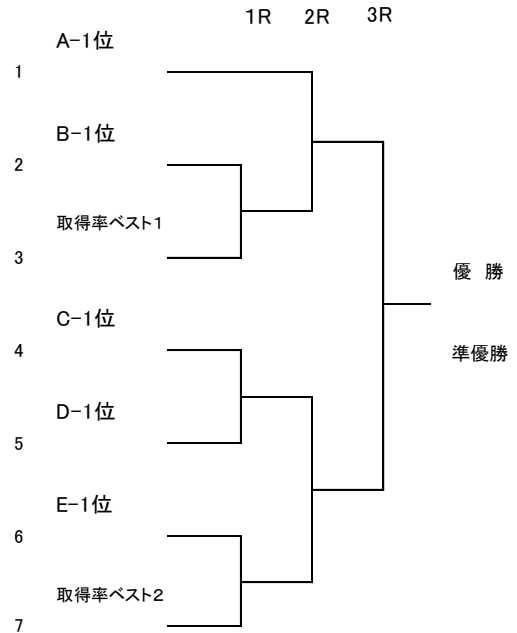 １Ｒ ２Ｒ ３Ｒ
A-1位
1
B-1位
2
取得率ベスト１
3
優　勝
C-1位
4
準優勝
D-1位
5
E-1位
6
取得率ベスト２
7